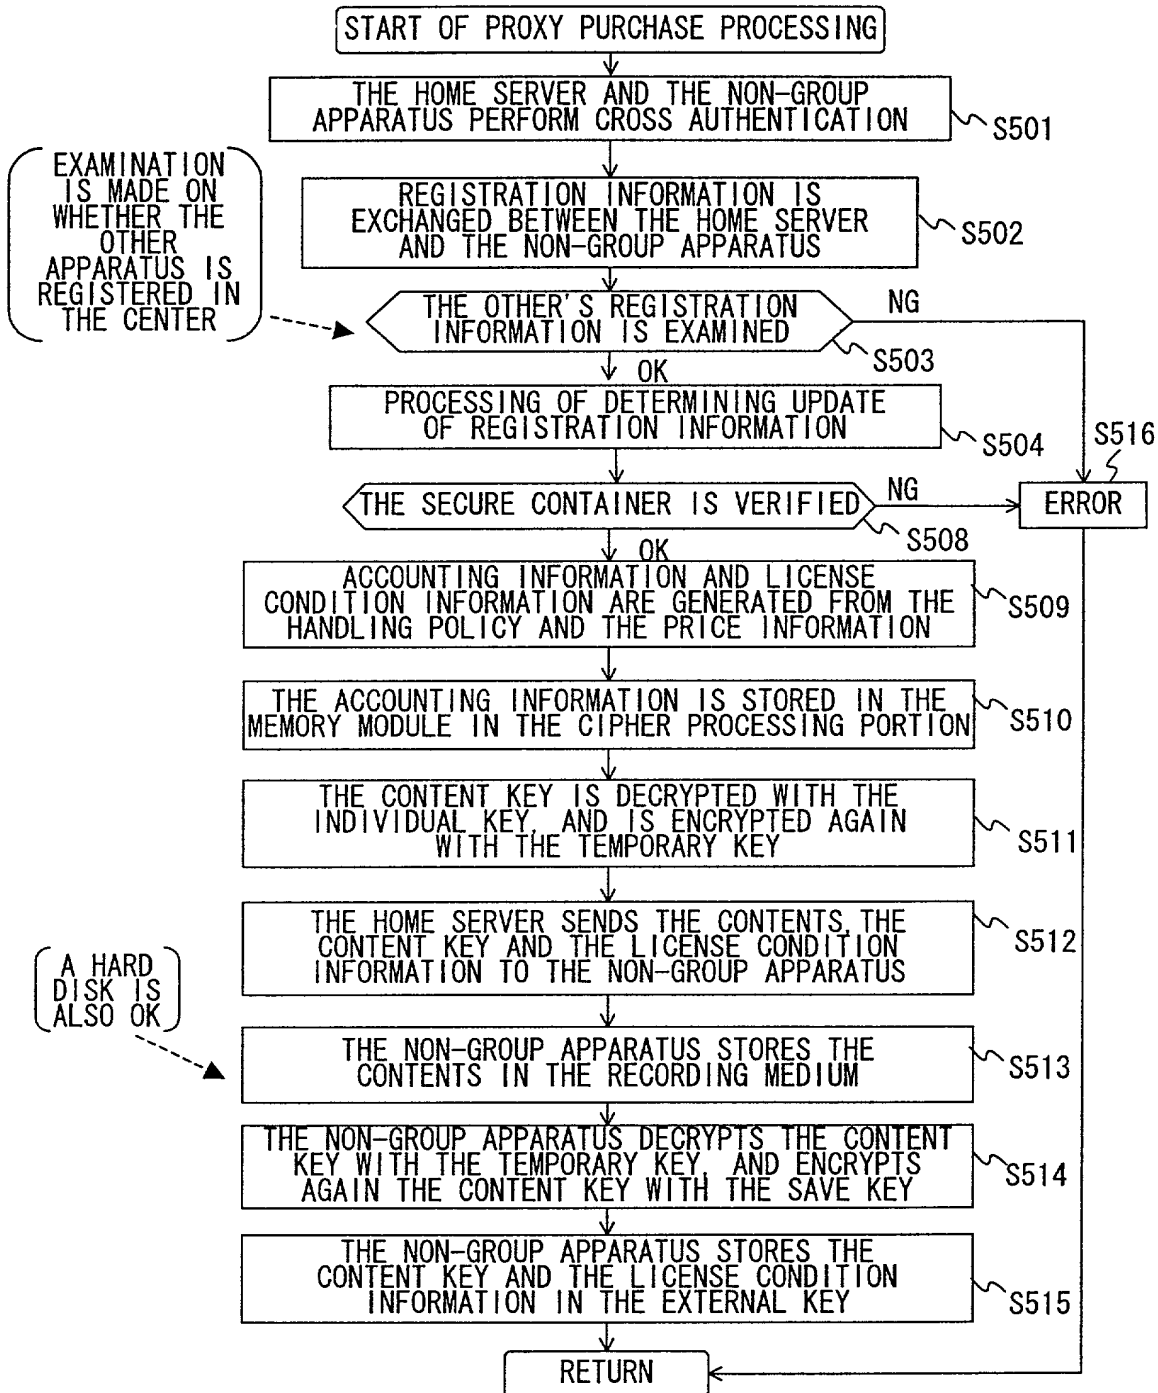 START OF PROXY PURCHASE PROCESSING
THE HOME SERVER AND THE NON-GROUP
APPARATUS PERFORM CROSS AUTHENTICATION
S501
EXAMINATION
IS MADE ON
WHETHER THE
OTHER
APPARATUS IS
REGISTERED IN
THE CENTER
REGISTRATION INFORMATION IS
EXCHANGED BETWEEN THE HOME SERVER
AND THE NON-GROUP APPARATUS
S502
THE OTHER'S REGISTRATION
INFORMATION IS EXAMINED
NG
S503
OK
PROCESSING OF DETERMINING UPDATE
OF REGISTRATION INFORMATION
S504
S516
THE SECURE CONTAINER IS VERIFIED
NG
ERROR
S508
OK
ACCOUNTING INFORMATION AND LICENSE
CONDITION INFORMATION ARE GENERATED FROM THE
HANDLING POLICY AND THE PRICE INFORMATION
S509
THE ACCOUNTING INFORMATION IS STORED IN THE
MEMORY MODULE IN THE CIPHER PROCESSING PORTION
S510
THE CONTENT KEY IS DECRYPTED WITH THE
INDIVIDUAL KEY, AND IS ENCRYPTED AGAIN
WITH THE TEMPORARY KEY
S511
THE HOME SERVER SENDS THE CONTENTS, THE
CONTENT KEY AND THE LICENSE CONDITION
INFORMATION TO THE NON-GROUP APPARATUS
S512
A HARD
DISK IS
ALSO OK
THE NON-GROUP APPARATUS STORES THE
CONTENTS IN THE RECORDING MEDIUM
S513
THE NON-GROUP APPARATUS DECRYPTS THE CONTENT
KEY WITH THE TEMPORARY KEY, AND ENCRYPTS
AGAIN THE CONTENT KEY WITH THE SAVE KEY
S514
THE NON-GROUP APPARATUS STORES THE
CONTENT KEY AND THE LICENSE CONDITION
INFORMATION IN THE EXTERNAL KEY
S515
RETURN